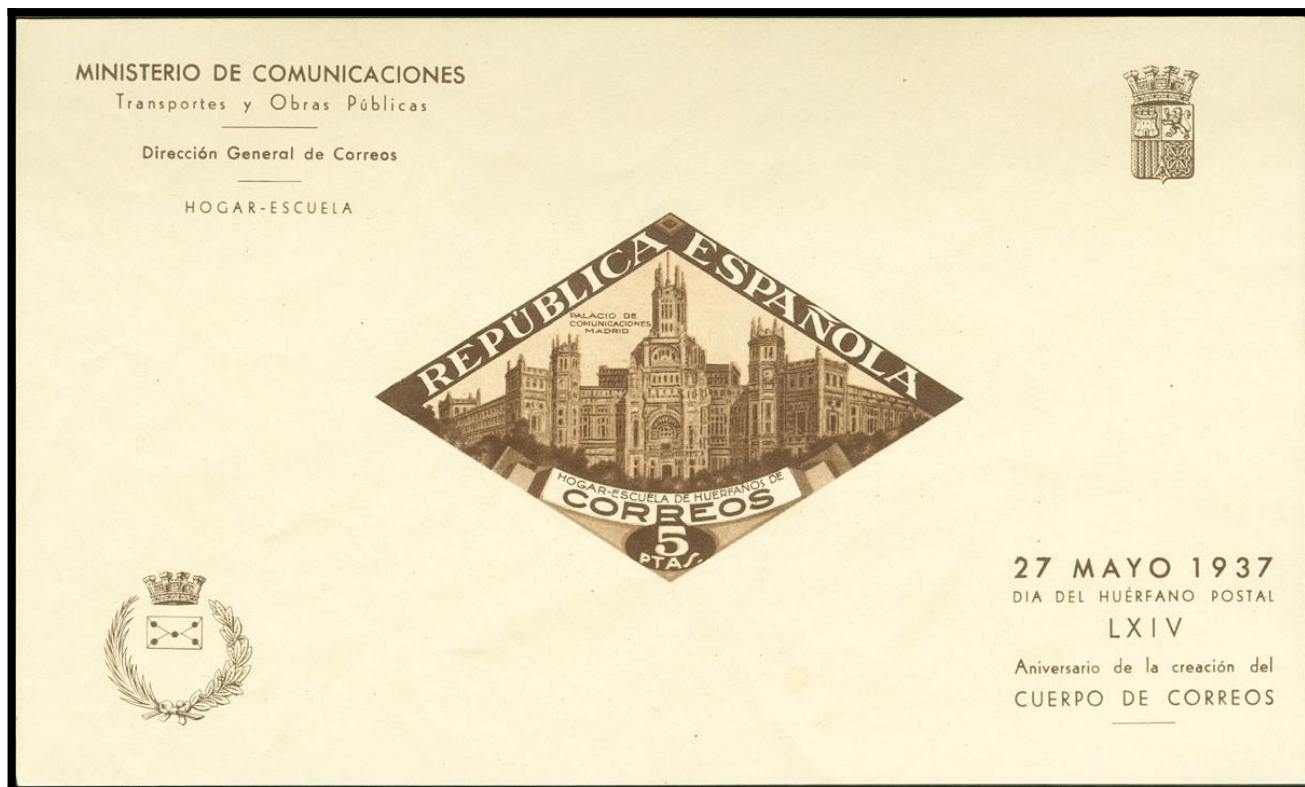 MINISTERIO DE COMUNICACIONES
Transportes y Obras Públicas
Dirección General de Correos
HOGAR-ESCUELA
REPÚBLICA ESPAÑOLA
PALACIO DE
COMUNICACIONES
MADRID
HOGAR-ESCUELA DE HUÉRFANOS DE
CORREOS
5
PTAS.
27 MAYO 1937
DIA DEL HUÉRFANO POSTAL
LXIV
Aniversario de la creación del
CUERPO DE CORREOS